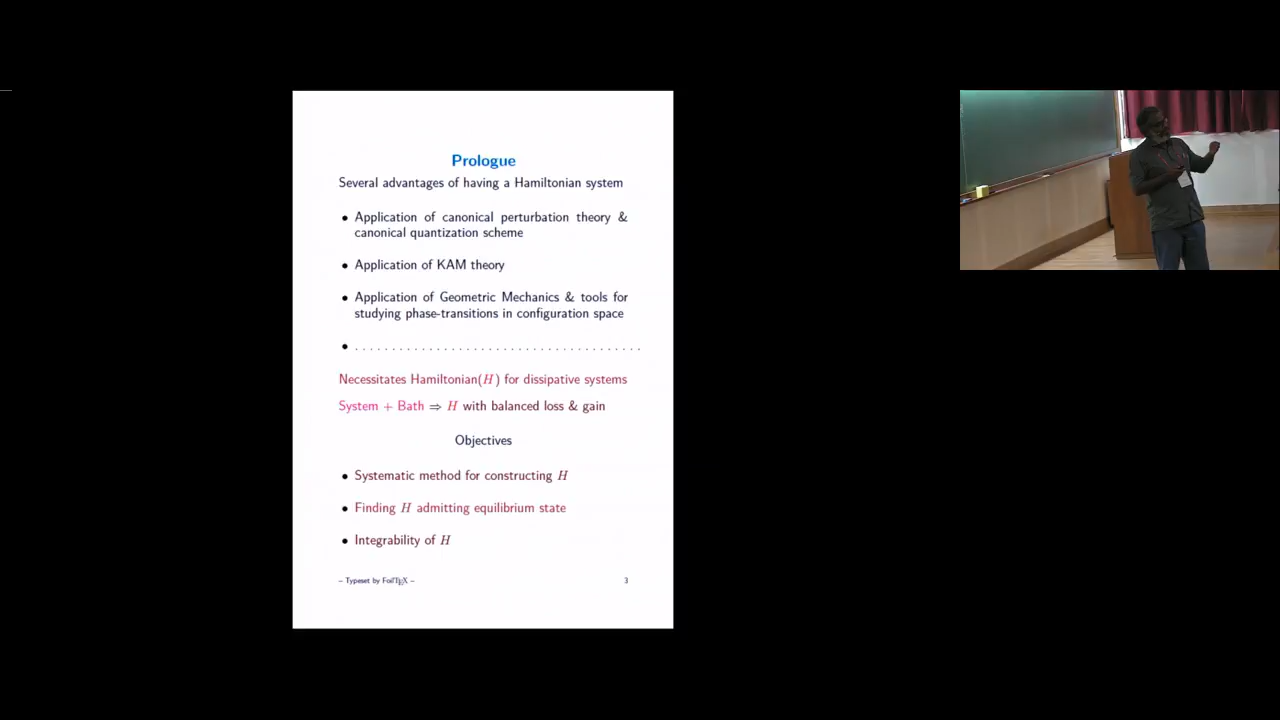 Prologue
Several advantages of having a Hamiltonian system
• Application of canonical perturbation theory &
canonical quantization scheme
• Application of KAM theory
• Application of Geometric Mechanics & tools for
studying phase-transitions in configuration space
• . . . . . . . . . . . . . . . . . . . . . . . . . . . . . . . . . . . . . . .
Necessitates Hamiltonian(H) for dissipative systems
System + Bath ⇒ H with balanced loss & gain
Objectives
• Systematic method for constructing H
• Finding H admitting equilibrium state
• Integrability of H
– Typeset by FoilTEX – 3